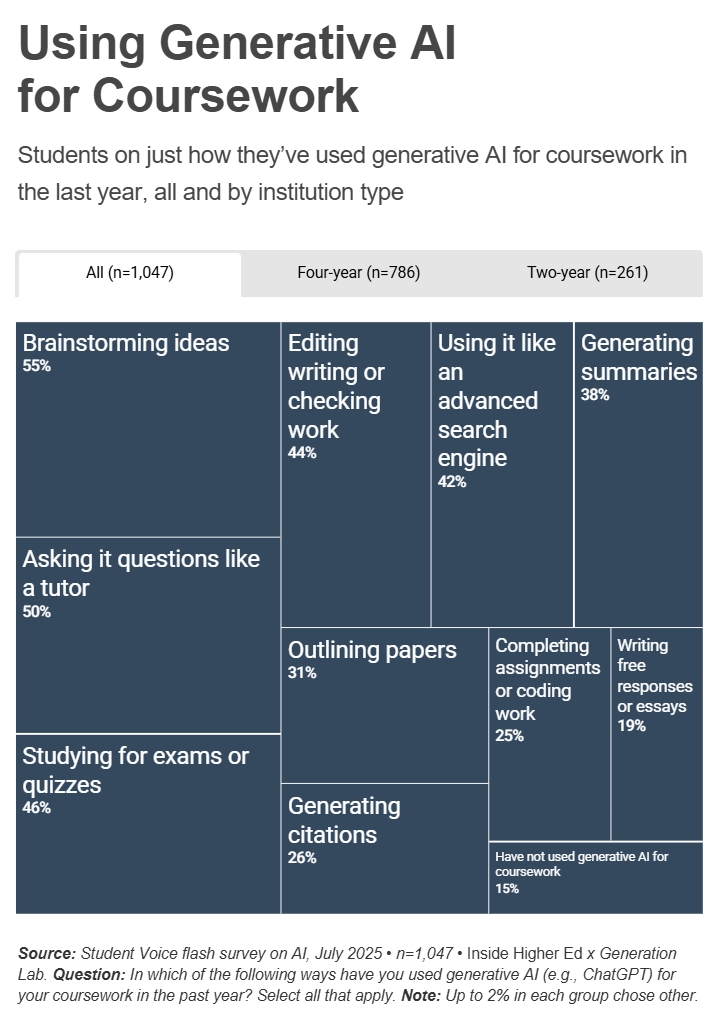 Using Generative AI
for Coursework
Students on just how they’ve used generative AI for coursework in
the last year, all and by institution type
All (n=1,047)
Four-year (n=786)
Two-year (n=261)
Brainstorming ideas
55%
Asking it questions like
a tutor
50%
Studying for exams or
quizzes
46%
Editing
writing or
checking
work
44%
Using it like
an
advanced
search
engine
42%
Generating
summaries
38%
Outlining papers
31%
Generating
citations
26%
Completing
assignments
or coding
work
25%
Writing
free
responses
or essays
19%
Have not used generative AI for
coursework
15%
Source: Student Voice flash survey on AI, July 2025 • n=1,047 • Inside Higher Ed x Generation
Lab. Question: In which of the following ways have you used generative AI (e.g., ChatGPT) for
your coursework in the past year? Select all that apply. Note: Up to 2% in each group chose other.